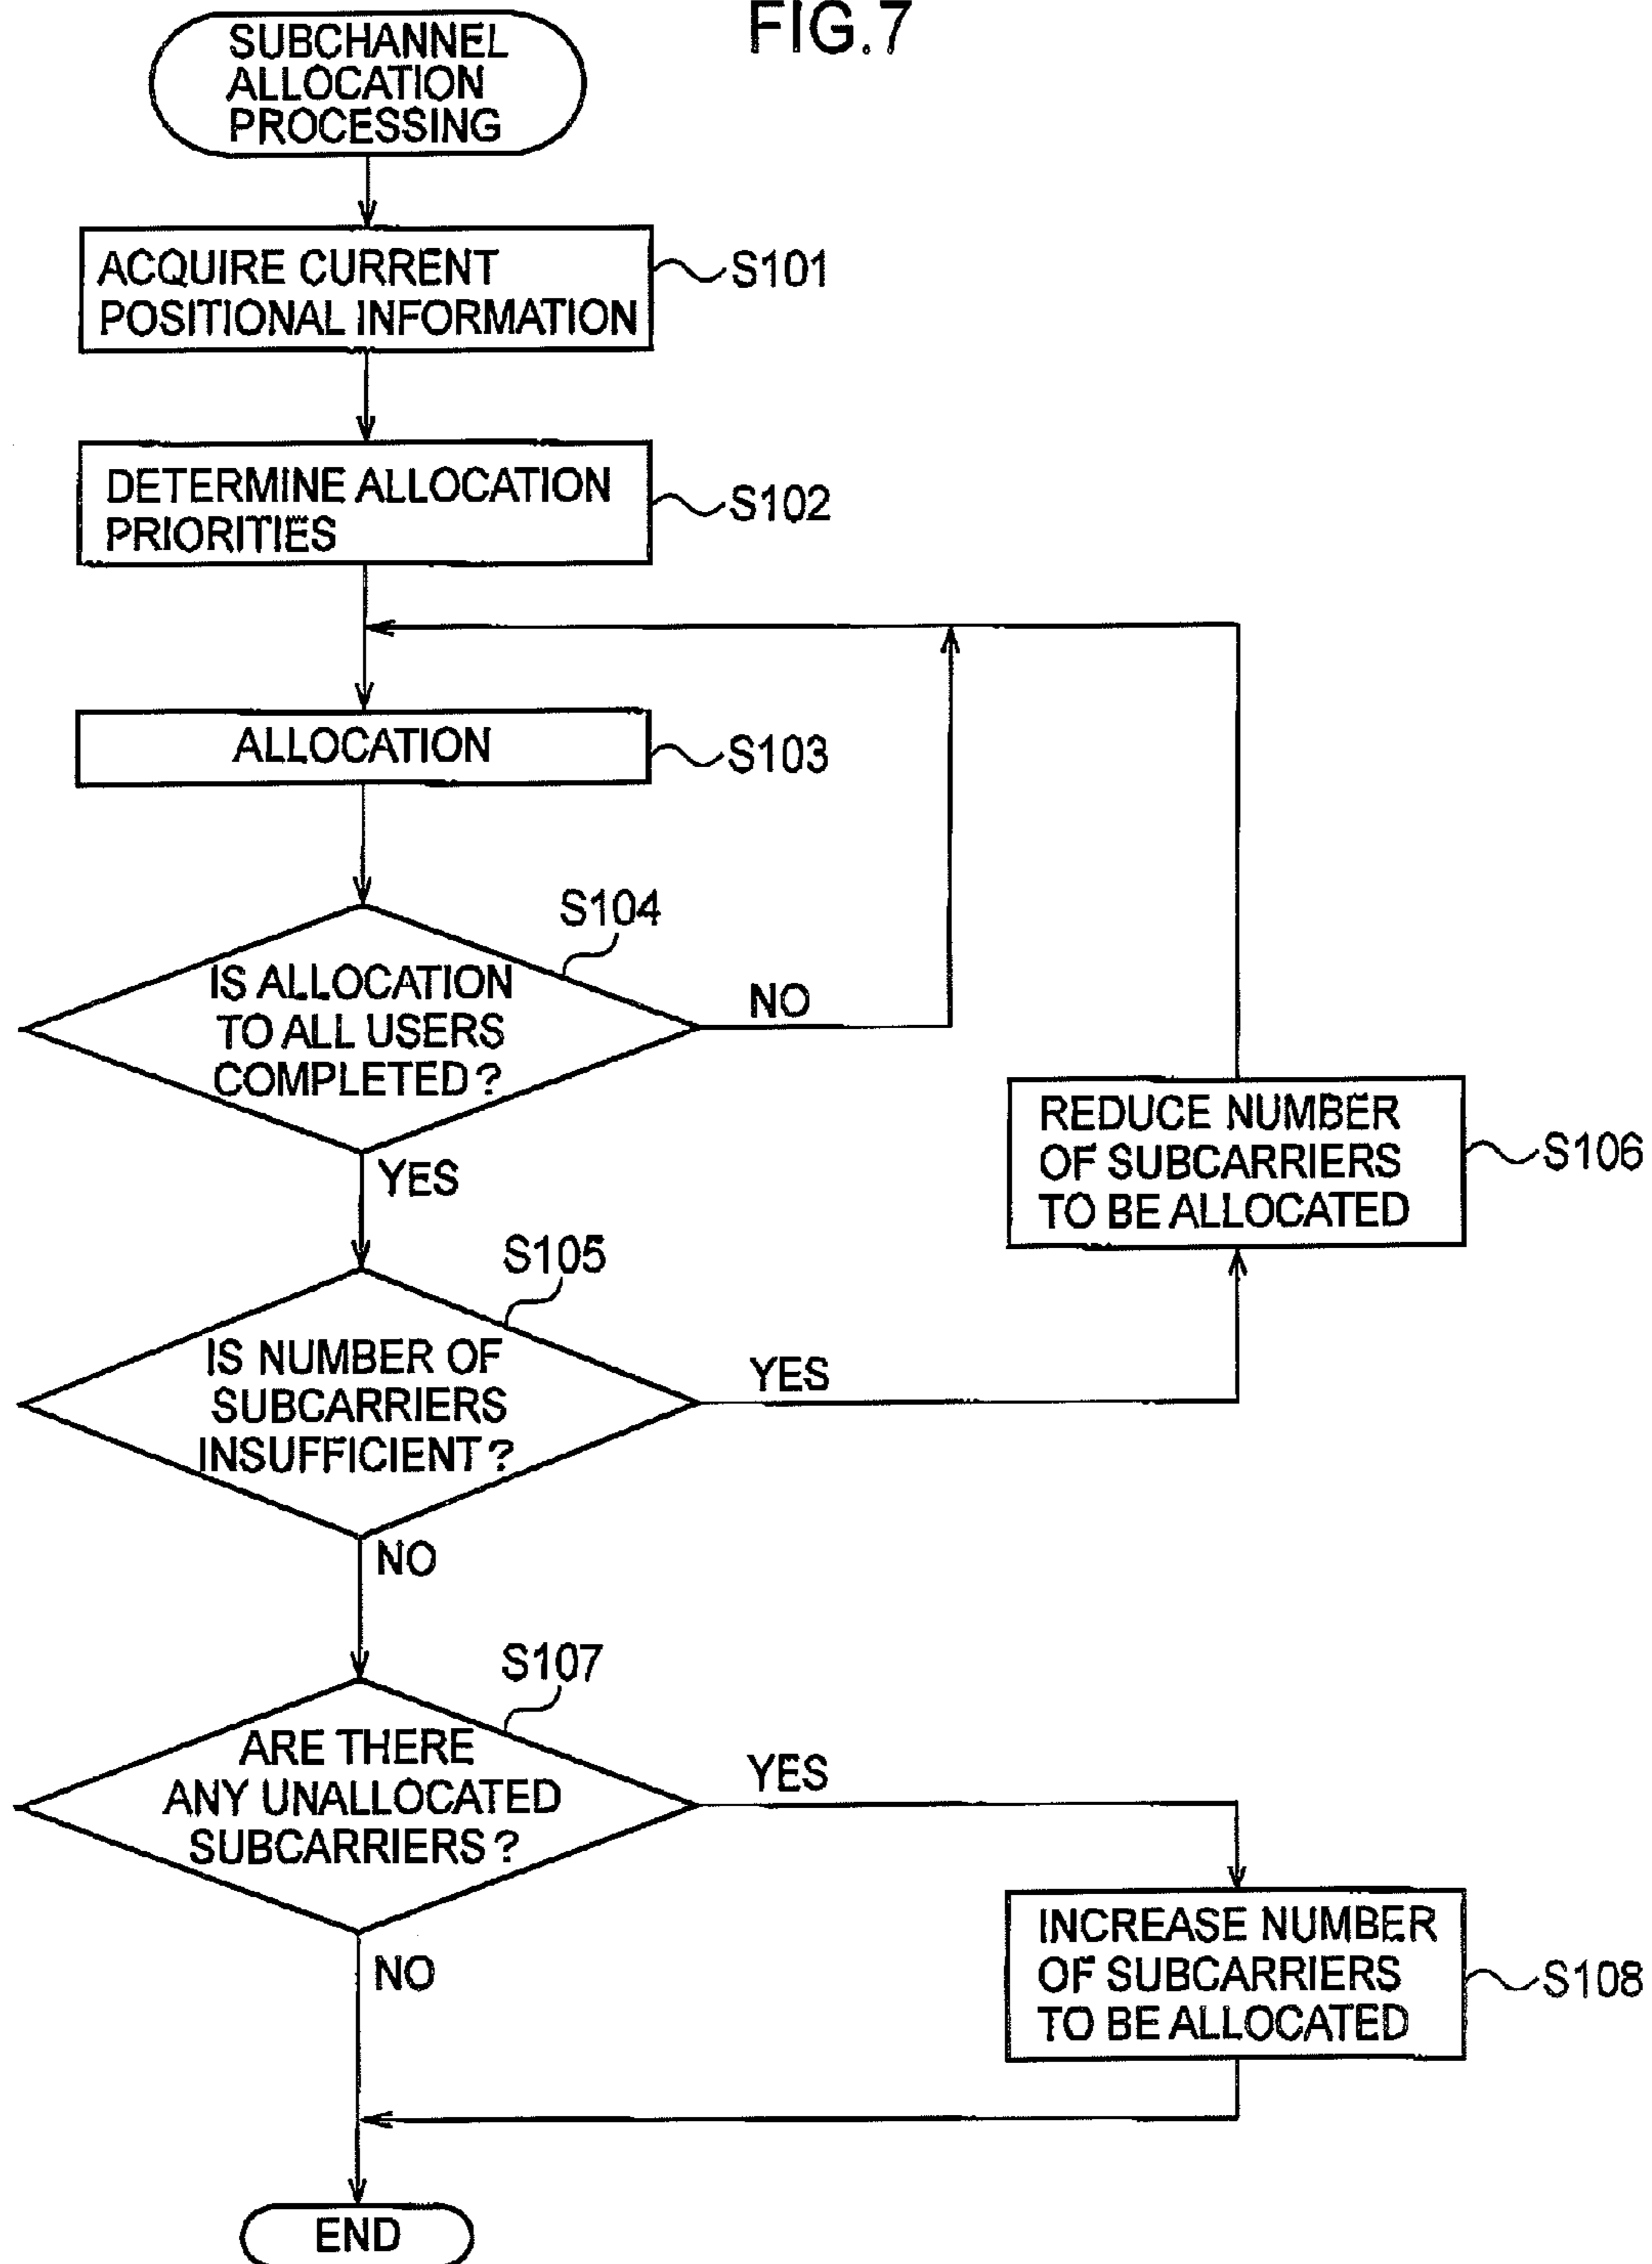 FIG.7
SUBCHANNEL
ALLOCATION
PROCESSING
ACQUIRE CURRENT
POSITIONAL INFORMATION
S101
DETERMINE ALLOCATION
PRIORITIES
S102
ALLOCATION
S103
S104
IS ALLOCATION
TO ALL USERS
COMPLETED?
NO
YES
REDUCE NUMBER
OF SUBCARRIERS
TO BE ALLOCATED
S106
S105
IS NUMBER OF
SUBCARRIERS
INSUFFICIENT?
YES
NO
S107
ARE THERE
ANY UNALLOCATED
SUBCARRIERS?
YES
NO
INCREASE NUMBER
OF SUBCARRIERS
TO BE ALLOCATED
S108
END